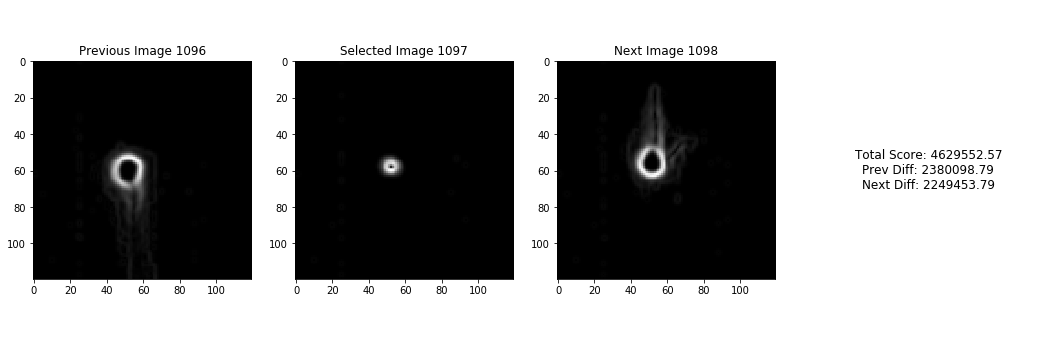 Previous Image 1096
0
20
40
60
80
100
0 20 40 60 80 100
Selected Image 1097
0
20
40
60
80
100
0 20 40 60 80 100
Next Image 1098
0
20
40
60
80
100
0 20 40 60 80 100
Total Score: 4629552.57
Prev Diff: 2380098.79
Next Diff: 2249453.79